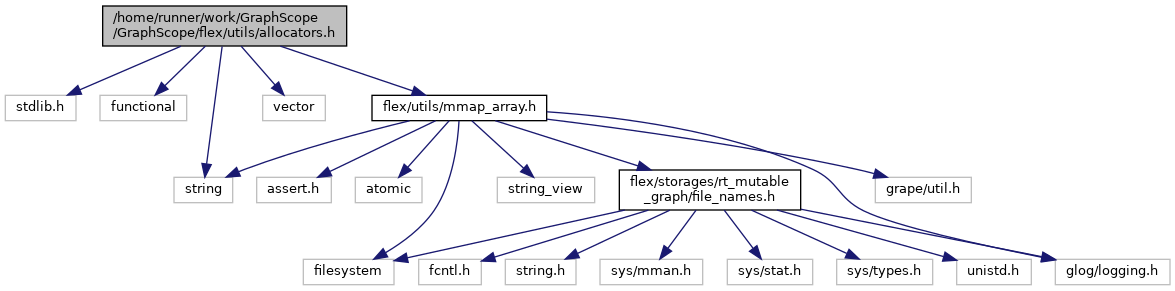 /home/runner/work/GraphScope
/GraphScope/flex/utils/allocators.h
stdlib.h
functional
vector
flex/utils/mmap_array.h
string
assert.h
atomic
string_view
flex/storages/rt_mutable
_graph/file_names.h
grape/util.h
filesystem
fcntl.h
string.h
sys/mman.h
sys/stat.h
sys/types.h
unistd.h
glog/logging.h